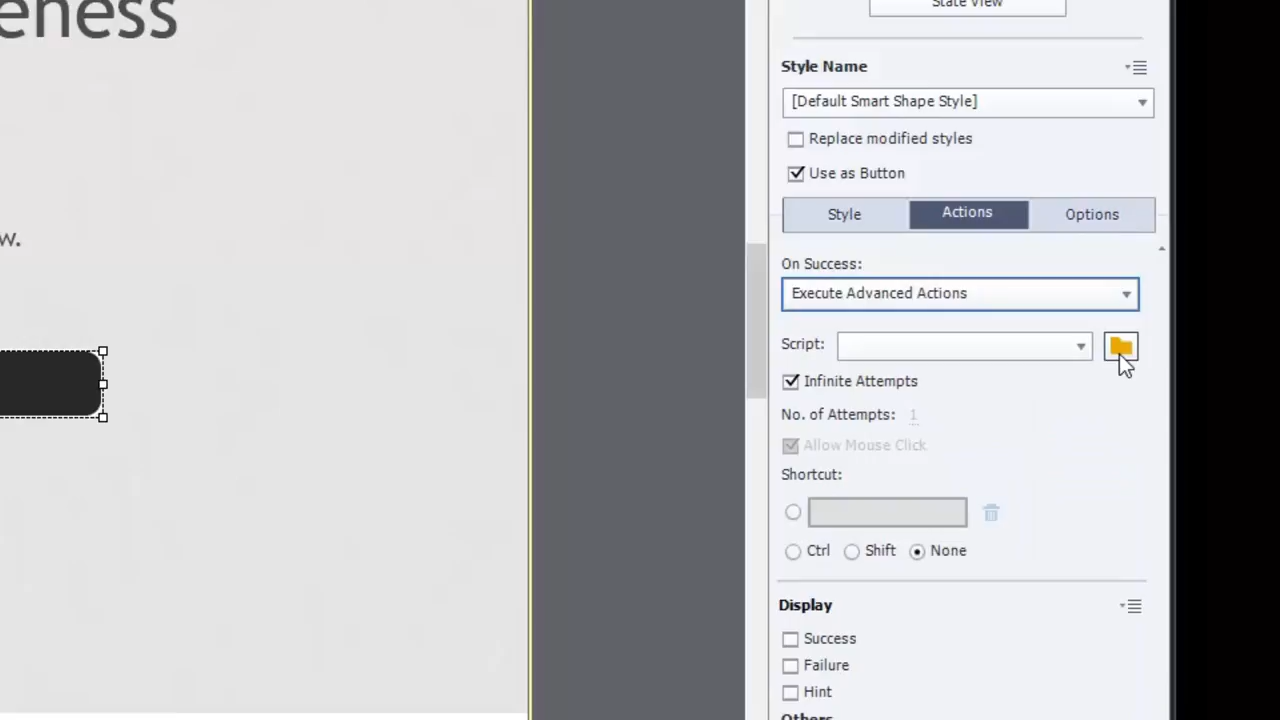 eness
State View
Style Name
[Default Smart Shape Style]
Replace modified styles
Use as Button
Style Actions Options
w.
On Success:
Execute Advanced Actions
Script:
Infinite Attempts
No. of Attempts: 1
Allow Mouse Click
Shortcut:
Ctrl Shift None
Display
Success
Failure
Hint
Others